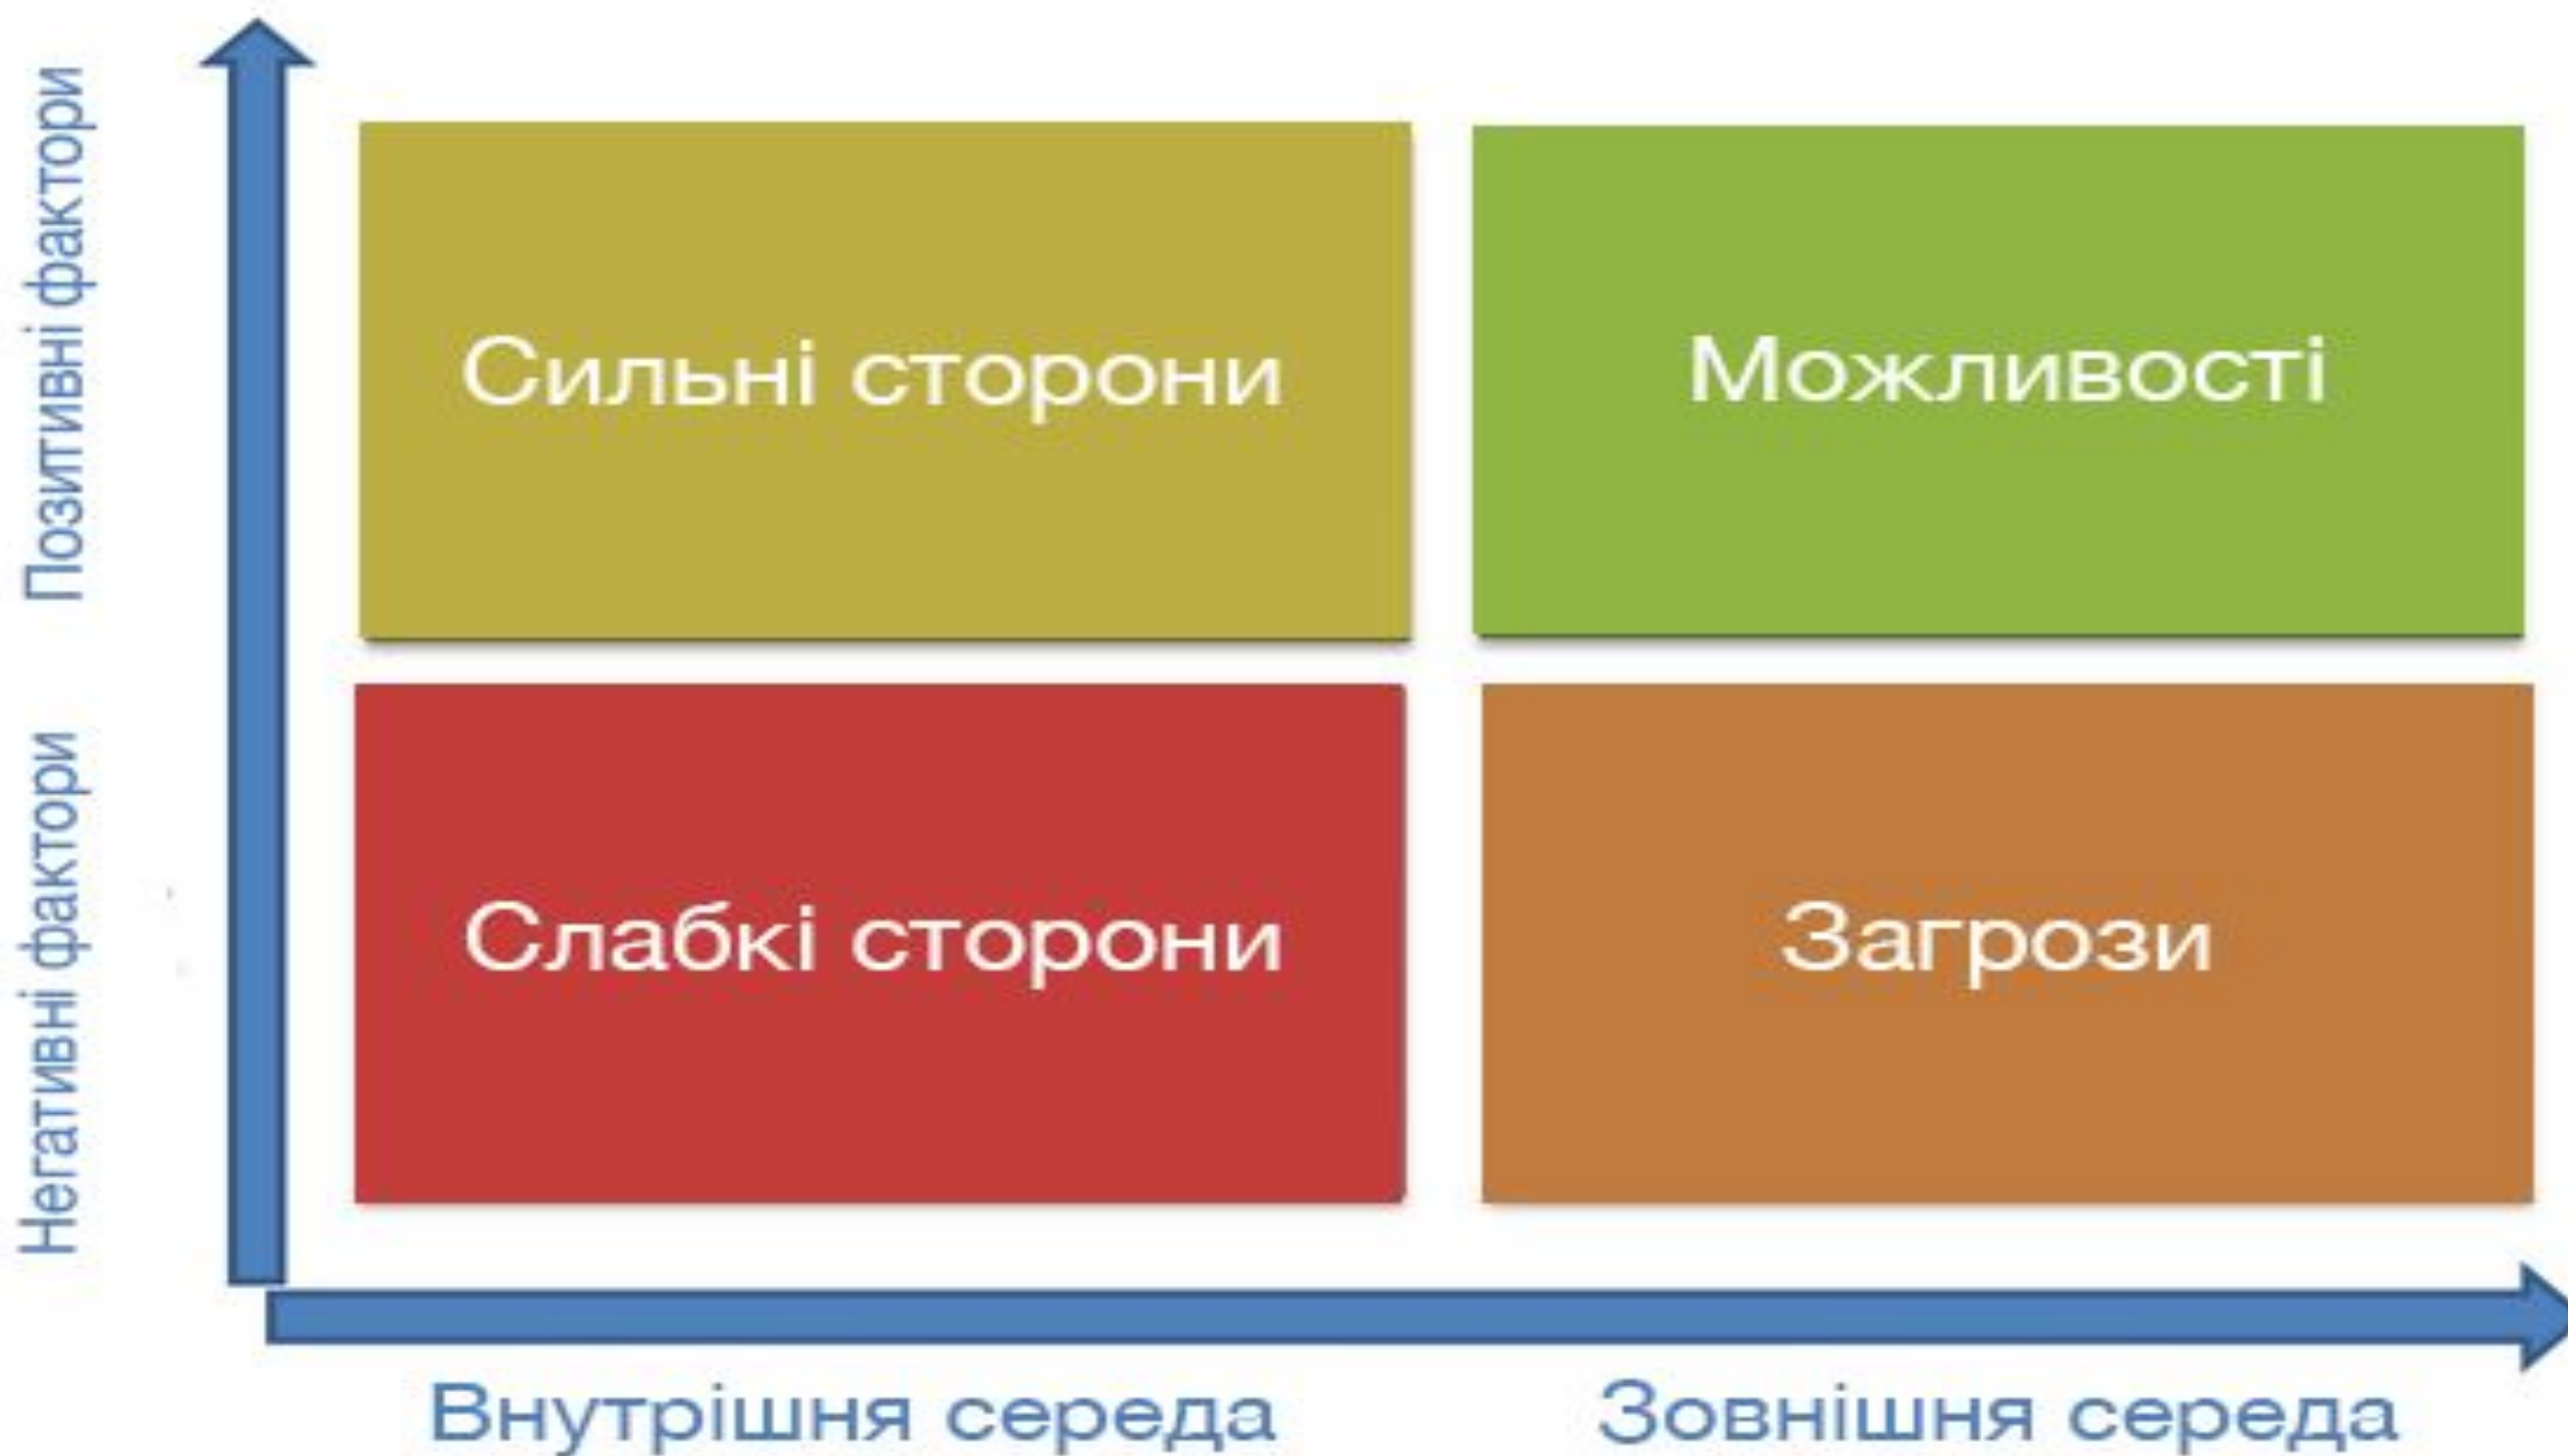 Позитивні фактори
Сильні сторони
Можливості
Негативні фактори
Слабкі сторони
Загрози
Внутрішня середа
Зовнішня середа